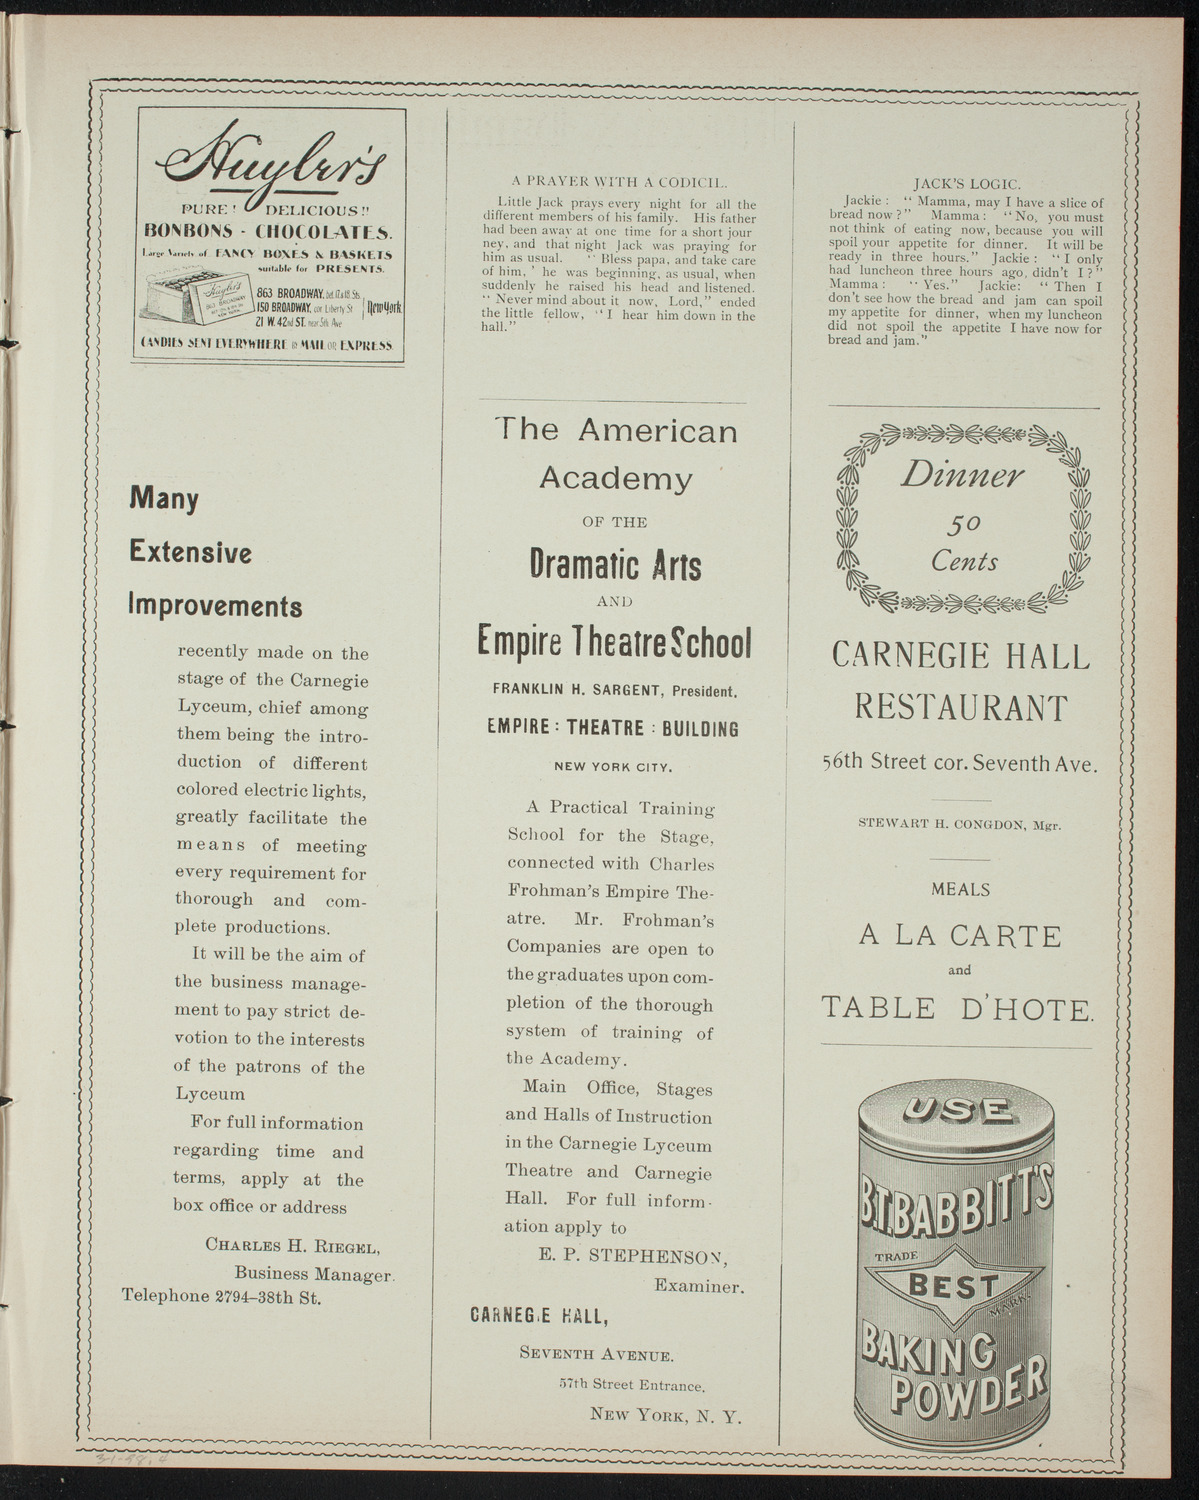 Huyler's
PURE! DELICIOUS!!
BONBONS - CHOCOLATES.
Large Variety of FANCY BOXES & BASKETS
suitable for PRESENTS.
Huyler's
863 BROADWAY
863 BROADWAY, bet. 17th & 18th Sts.
150 BROADWAY, cor Liberty St
21 W. 42nd ST. near 5th Ave
New York.
CANDIES SENT EVERYWHERE BY MAIL OR EXPRESS.
Many
Extensive
Improvements
recently made on the
stage of the Carnegie
Lyceum, chief among
them being the intro-
duction of different
colored electric lights,
greatly facilitate the
means of meeting
every requirement for
thorough and com-
plete productions.
It will be the aim of
the business manage-
ment to pay strict de-
votion to the interests
of the patrons of the
Lyceum
For full information
regarding time and
terms, apply at the
box office or address
CHARLES H. RIEGEL,
Business Manager.
Telephone 2794-38th St.
A PRAYER WITH A CODICIL.
Little Jack prays every night for all the
different members of his family. His father
had been away at one time for a short jour
ney, and that night Jack was praying for
him as usual. "Bless papa, and take care
of him,' he was beginning, as usual, when
suddenly he raised his head and listened.
"Never mind about it now, Lord," ended
the little fellow, "I hear him down in the
hall."
The American
Academy
OF THE
Dramatic Arts
AND
Empire Theatre School
FRANKLIN H. SARGENT, President.
EMPIRE : THEATRE : BUILDING
NEW YORK CITY.
A Practical Training
School for the Stage,
connected with Charles
Frohman's Empire The-
atre. Mr. Frohman's
Companies are open to
the graduates upon com-
pletion of the thorough
system of training of
the Academy.
Main Office, Stages
and Halls of Instruction
in the Carnegie Lyceum
Theatre and Carnegie
Hall. For full inform-
ation apply to
E. P. STEPHENSON,
Examiner.
CARNEGIE HALL,
SEVENTH AVENUE.
57th Street Entrance.
NEW YORK, N. Y.
JACK'S LOGIC.
Jackie: "Mamma, may I have a slice of
bread now?" Mamma: "No, you must
not think of eating now, because you will
spoil your appetite for dinner. It will be
ready in three hours." Jackie: "I only
had luncheon three hours ago, didn't I?"
Mamma: "Yes." Jackie: "Then I
don't see how the bread and jam can spoil
my appetite for dinner, when my luncheon
did not spoil the appetite I have now for
bread and jam."
Dinner
50
Cents
CARNEGIE HALL
RESTAURANT
56th Street cor. Seventh Ave.
STEWART H. CONGDON, Mgr.
MEALS
A LA CARTE
and
TABLE D'HOTE.
USE
B.T. BABBITT'S
TRADE
BEST
MARK.
BAKING
POWDER
3-1-98, 4